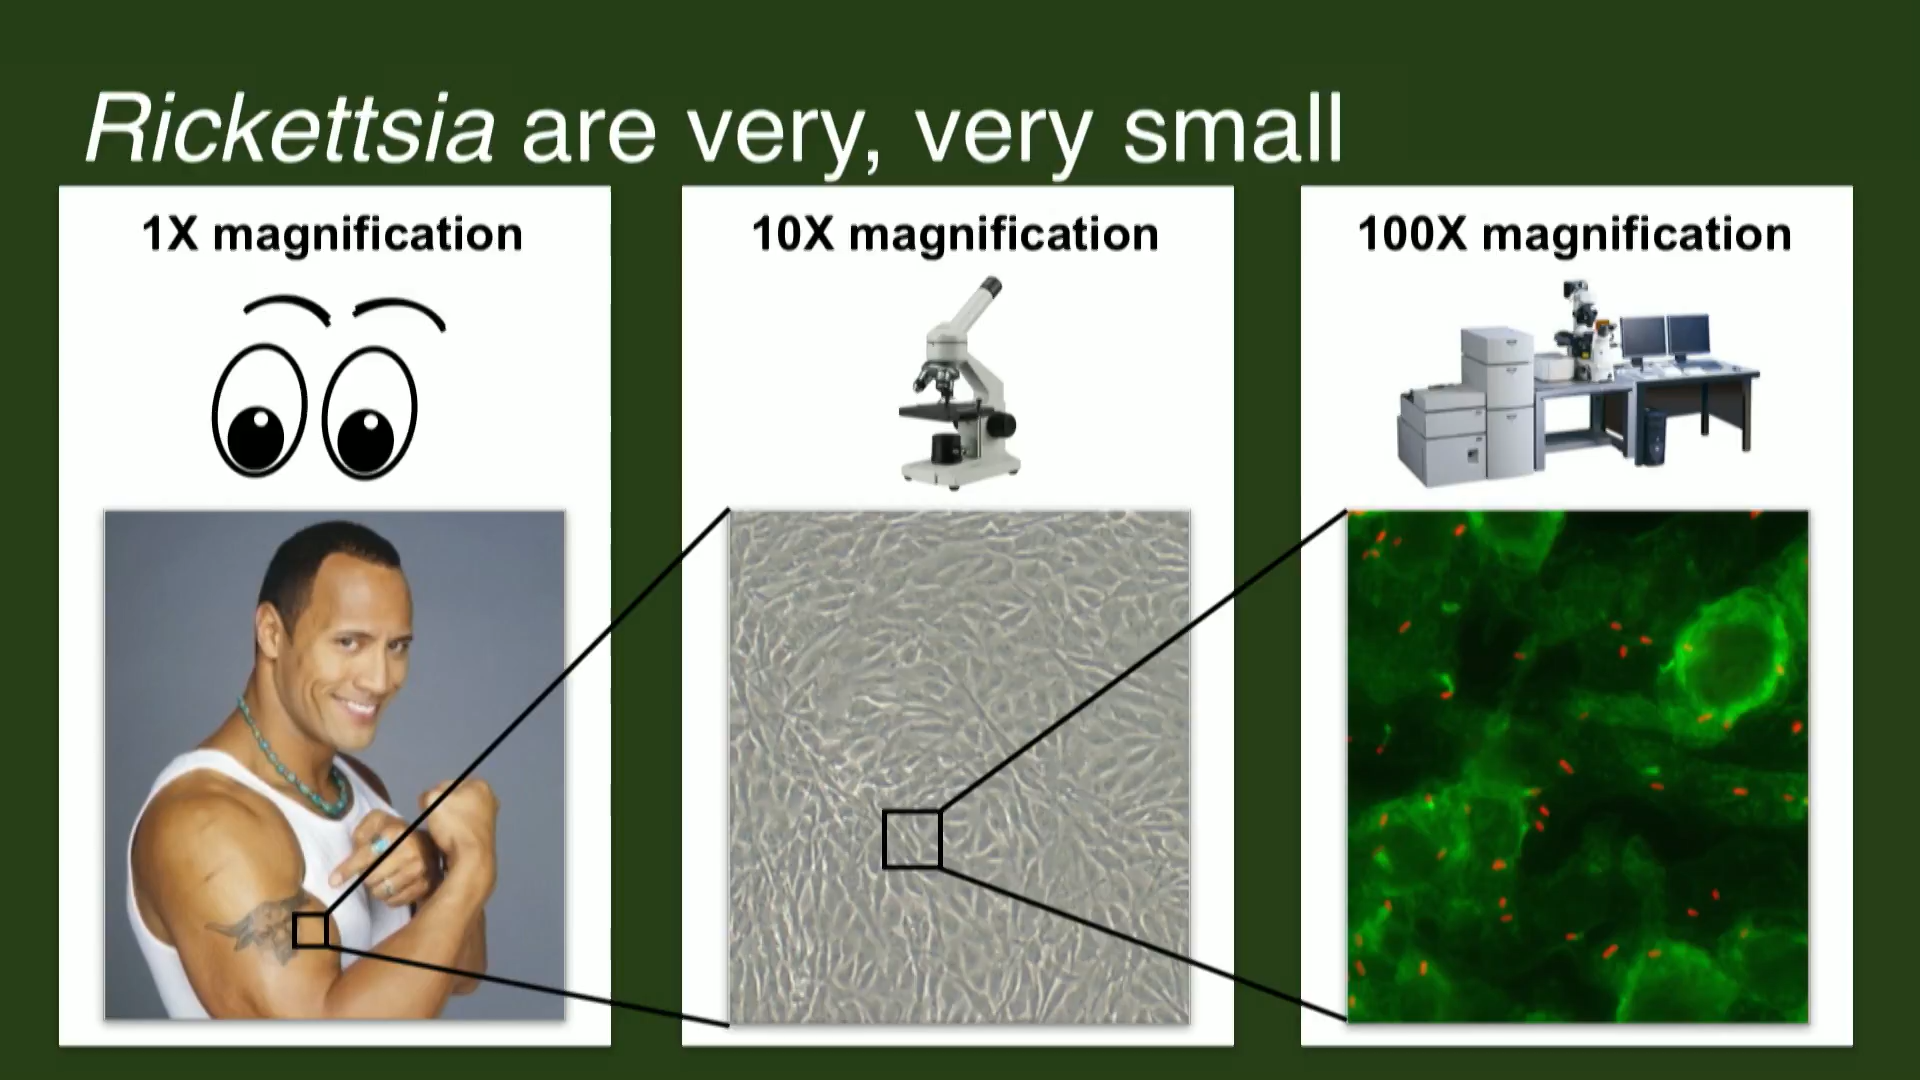 Rickettsia are very, very small
1X magnification
10X magnification
100X magnification